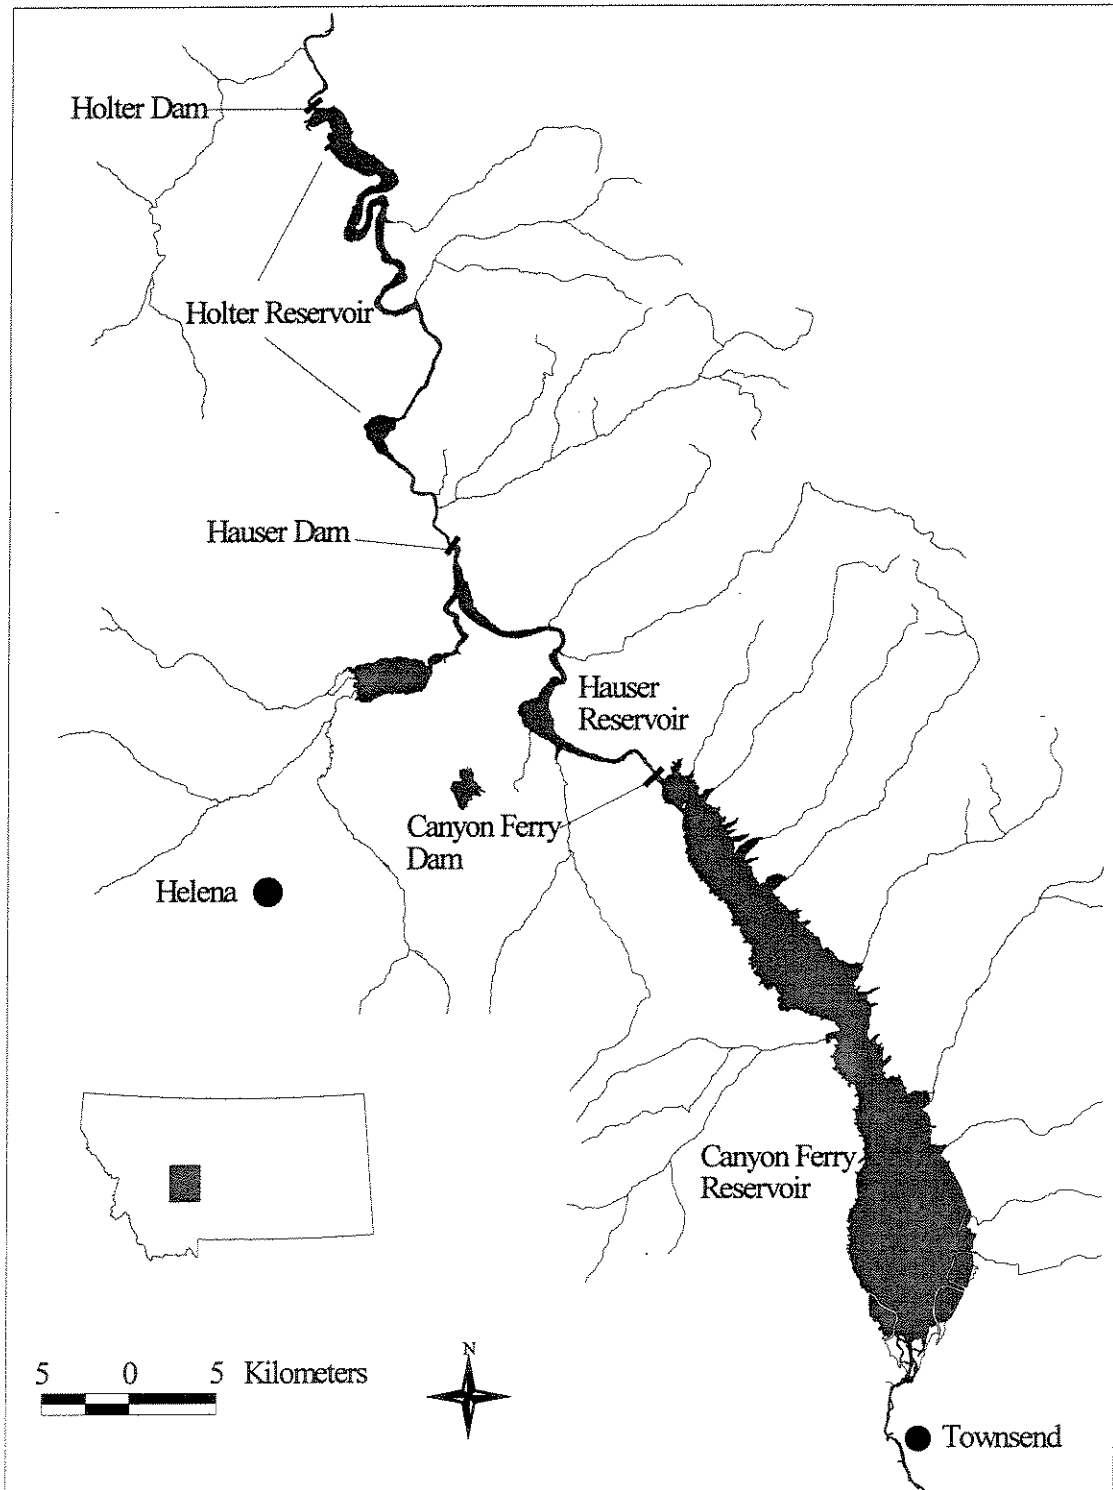 Holter Dam
Holter Reservoir
Hauser Dam
Hauser
Reservoir
Canyon Ferry
Dam
Helena
Canyon Ferry
Reservoir
N
5 0 5 Kilometers
Townsend